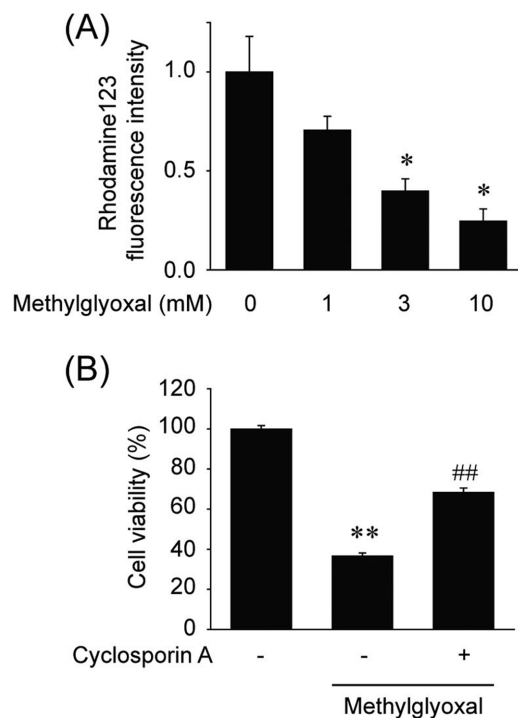 (A)
Rhodamine123
fluorescence intensity
1.0
0.5
0.0
* *
Methylglyoxal (mM) 0 1 3 10
(B)
Cell viability (%)
120
100
80
60
40
20
0
** ##
Cyclosporin A - - +
Methylglyoxal